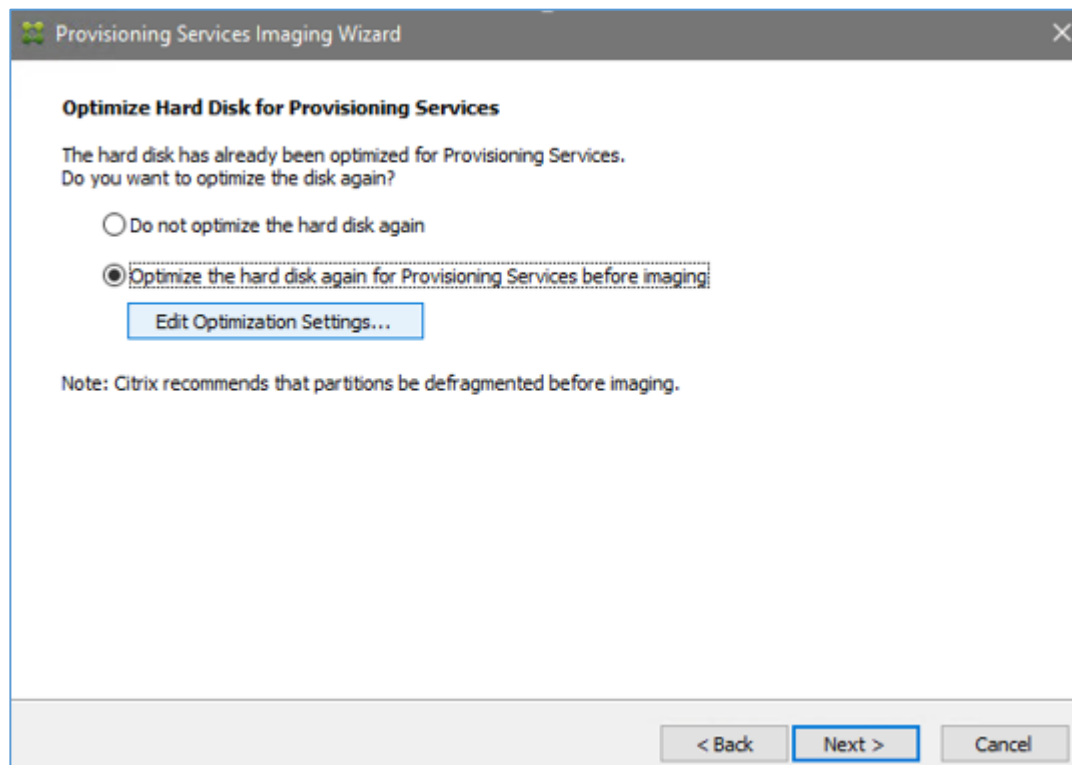 Provisioning Services Imaging Wizard
Optimize Hard Disk for Provisioning Services
The hard disk has already been optimized for Provisioning Services.
Do you want to optimize the disk again?
Do not optimize the hard disk again
Optimize the hard disk again for Provisioning Services before imaging
Edit Optimization Settings...
Note: Citrix recommends that partitions be defragmented before imaging.
< Back Next > Cancel